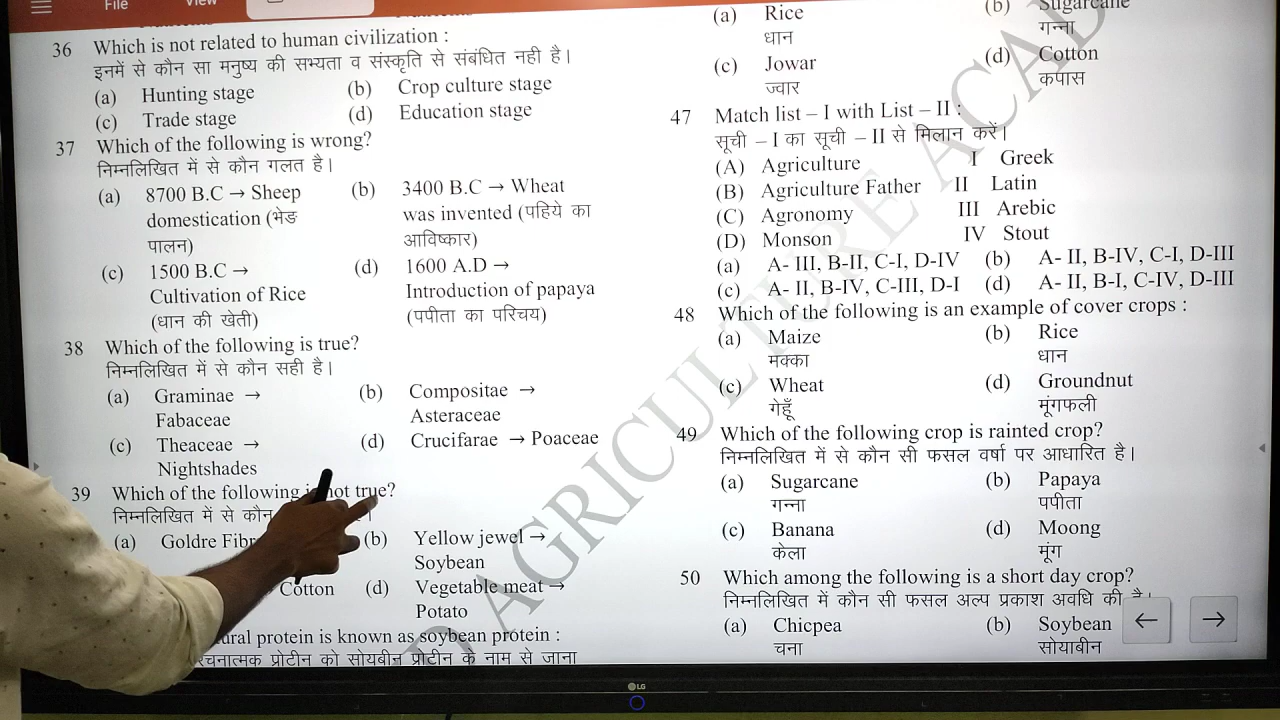 File
View
36 Which is not related to human civilization :
इनमें से कौन सा मनुष्य की सभ्यता व संस्कृति से संबंधित नही है।
(a) Hunting stage (b) Crop culture stage
(c) Trade stage (d) Education stage
37 Which of the following is wrong?
निम्नलिखित में से कौन गलत है।
(a) 8700 B.C → Sheep (b) 3400 B.C → Wheat
domestication (भेङ was invented (पहिये का
पालन) आविष्कार)
(c) 1500 B.C → (d) 1600 A.D →
Cultivation of Rice Introduction of papaya
(धान की खेती) (पपीता का परिचय)
38 Which of the following is true?
निम्नलिखित में से कौन सही है।
(a) Graminae → (b) Compositae →
Fabaceae Asteraceae
(c) Theaceae → (d) Crucifarae → Poaceae
Nightshades
39 Which of the following not true?
निम्नलिखित में से कौन
(a) Goldre (b) Yellow jewel →
Soybean
Cotton (d) Vegetable meat →
Potato
protein is known as soybean protein :
प्रोटीन को सोयबीन प्रोटीन के नाम से जाना
(a) Rice (b) Sugarcane
धान गन्ना
(c) Jowar (d) Cotton
ज्वार कपास
47 Match list – I with List – II :
सूची – I का सूची – II से मिलान करें।
(A) Agriculture I Greek
(B) Agriculture Father II Latin
(C) Agronomy III Arebic
(D) Monson IV Stout
(a) A- III, B-II, C-I, D-IV (b) A- II, B-IV, C-I, D-III
(c) A- II, B-IV, C-III, D-I (d) A- II, B-I, C-IV, D-III
48 Which of the following is an example of cover crops :
(a) Maize (b) Rice
मक्का धान
(c) Wheat (d) Groundnut
गेहूँ मूंगफली
49 Which of the following crop is rainted crop?
निम्नलिखित में से कौन सी फसल वर्षा पर आधारित है।
(a) Sugarcane (b) Papaya
गन्ना पपीता
(c) Banana (d) Moong
केला मूंग
50 Which among the following is a short day crop?
निम्नलिखित में कौन सी फसल अल्प प्रकाश अवधि की है।
(a) Chicpea (b) Soybean
चना सोयाबीन
AGRICULTURE
LG